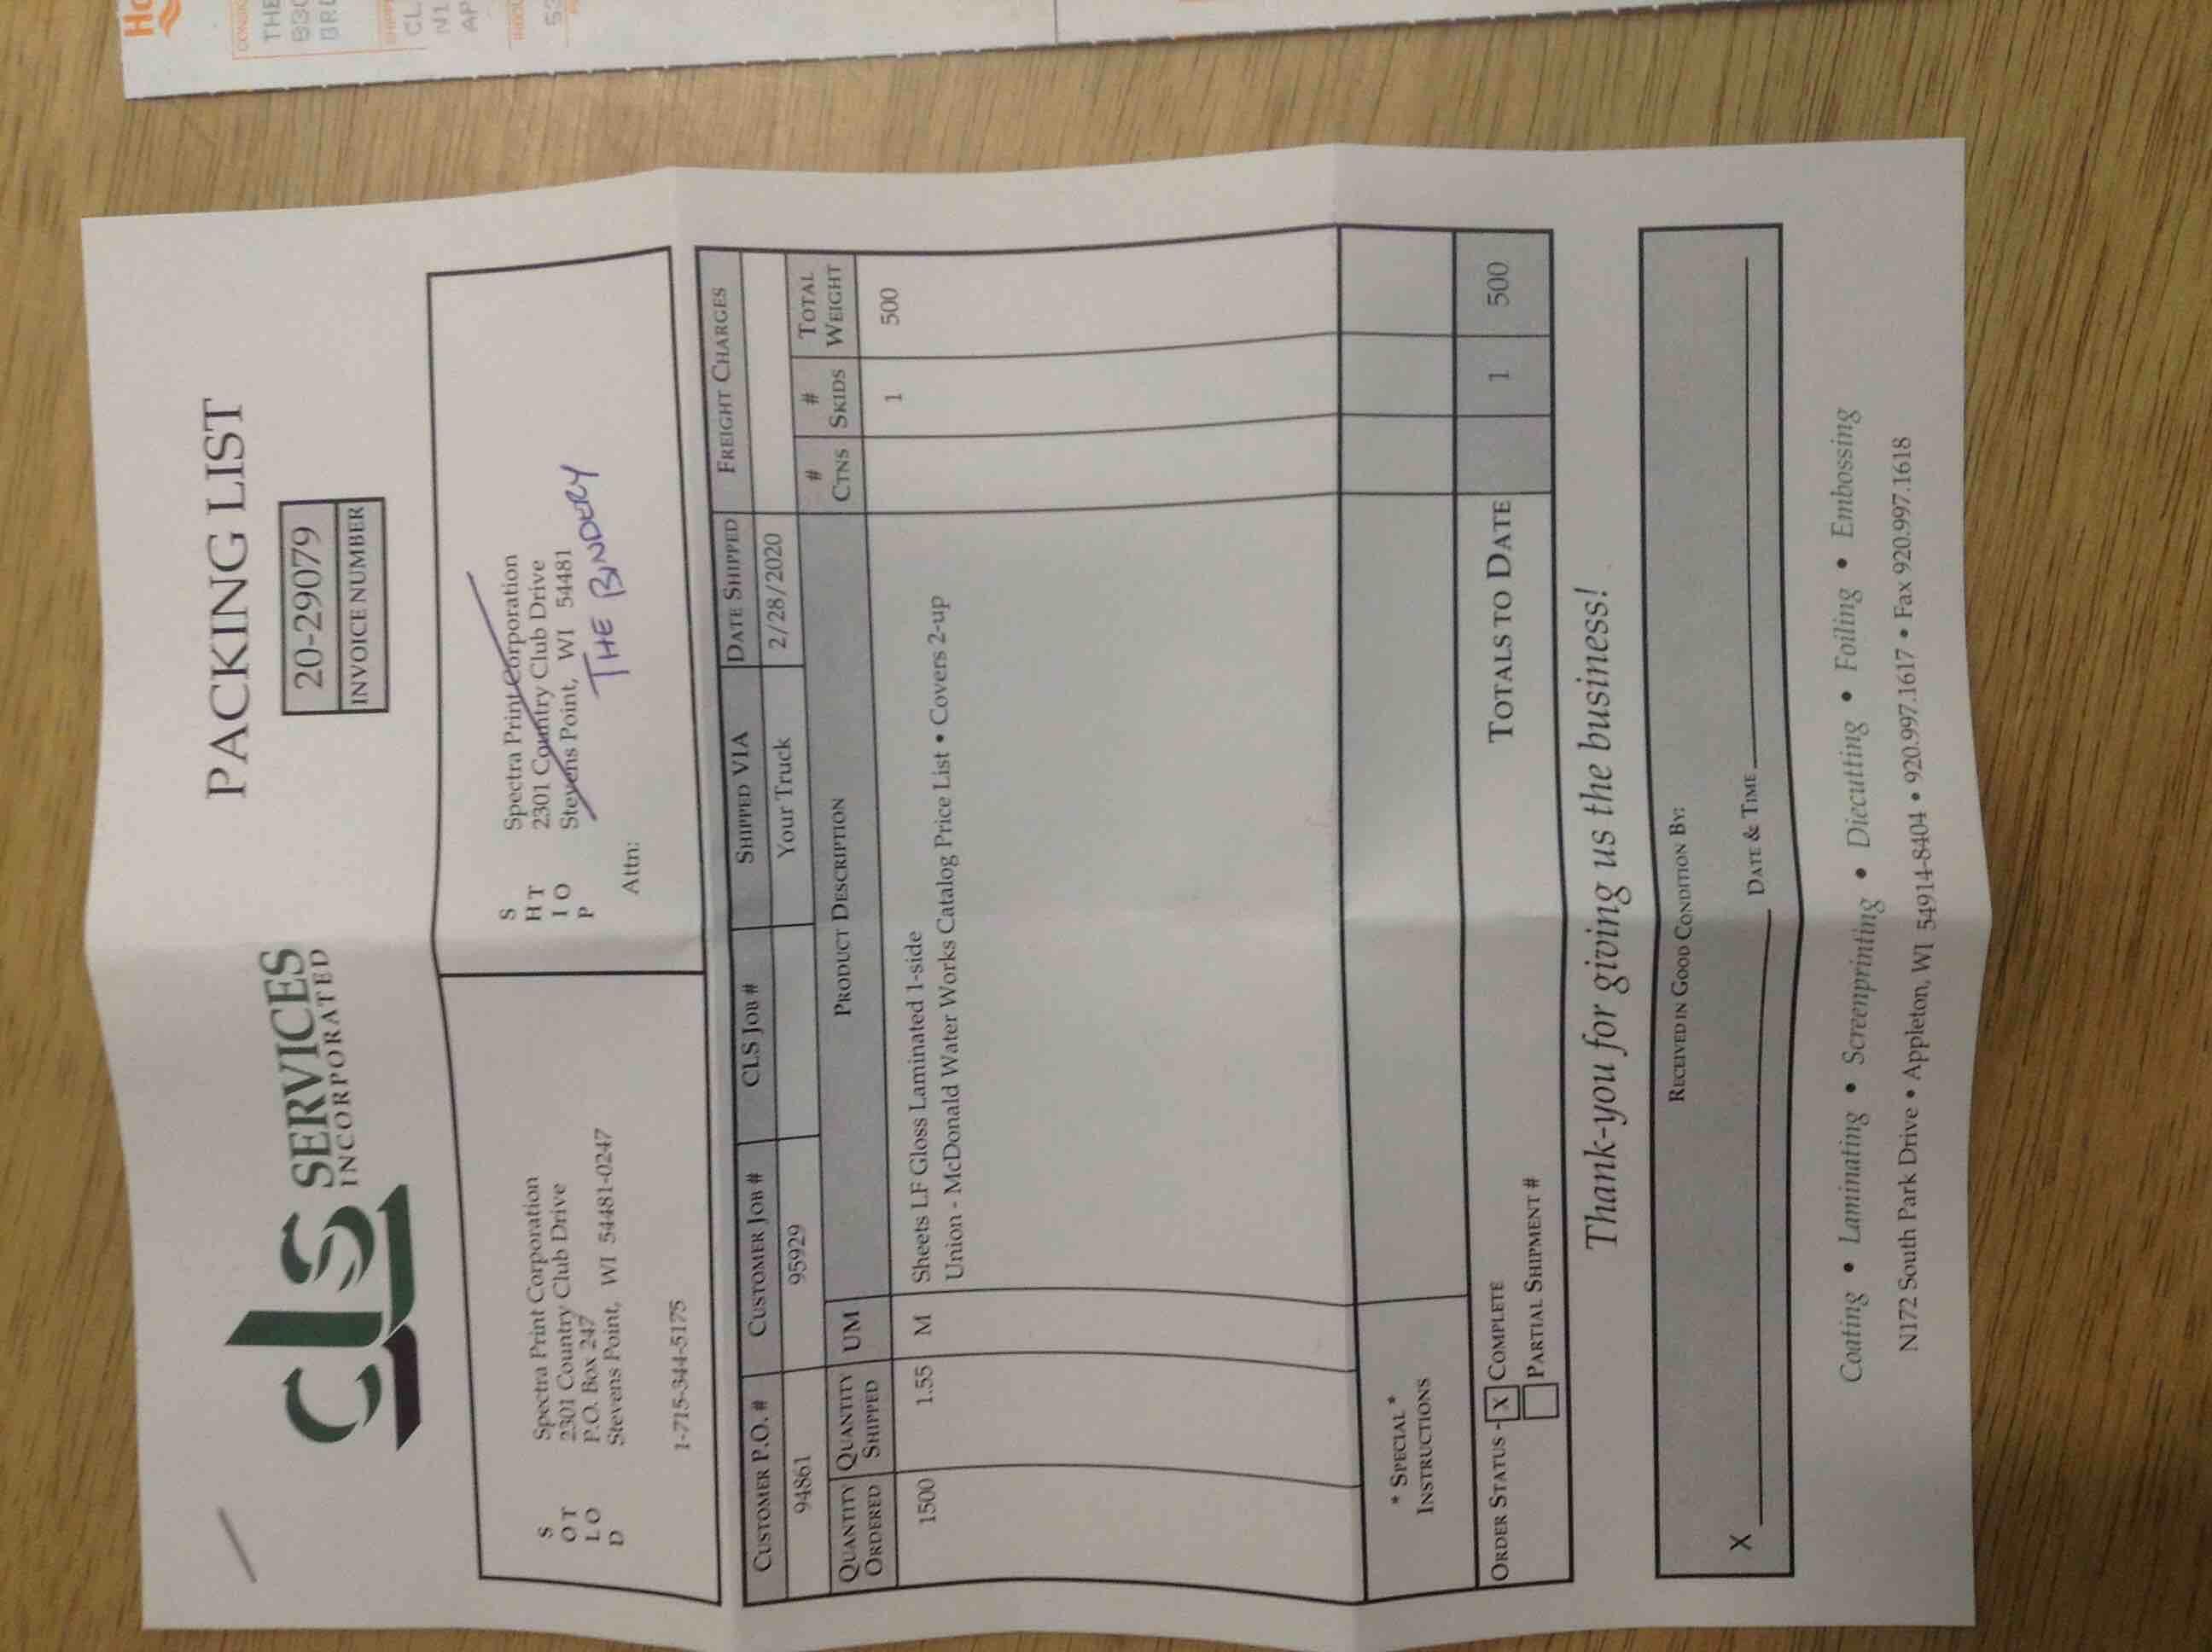 cls SERVICES
INCORPORATED
PACKING LIST
20-29079
INVOICE NUMBER
SOLD TO
Spectra Print Corporation
2301 Country Club Drive
P.O. Box 247
Stevens Point, WI 54481-0247
1-715-344-5175
SHIP TO
Spectra Print Corporation
2301 Country Club Drive
Stevens Point, WI 54481
THE BINDERY
Attn:
CUSTOMER P.O. # CUSTOMER JOB # CLS JOB # SHIPPED VIA DATE SHIPPED FREIGHT CHARGES
94861 95929 Your Truck 2/28/2020
QUANTITY ORDERED QUANTITY SHIPPED UM PRODUCT DESCRIPTION # CTNS # SKIDS TOTAL WEIGHT
1500 1.55 M Sheets LF Gloss Laminated 1-side 1 500
Union - McDonald Water Works Catalog Price List • Covers 2-up
* SPECIAL *
INSTRUCTIONS
ORDER STATUS - X COMPLETE TOTALS TO DATE 1 500
PARTIAL SHIPMENT #
Thank-you for giving us the business!
RECEIVED IN GOOD CONDITION BY:
X DATE & TIME
Coating • Laminating • Screenprinting • Diecutting • Foiling • Embossing
N172 South Park Drive • Appleton, WI 54914-8404 • 920.997.1617 • Fax 920.997.1618
THE